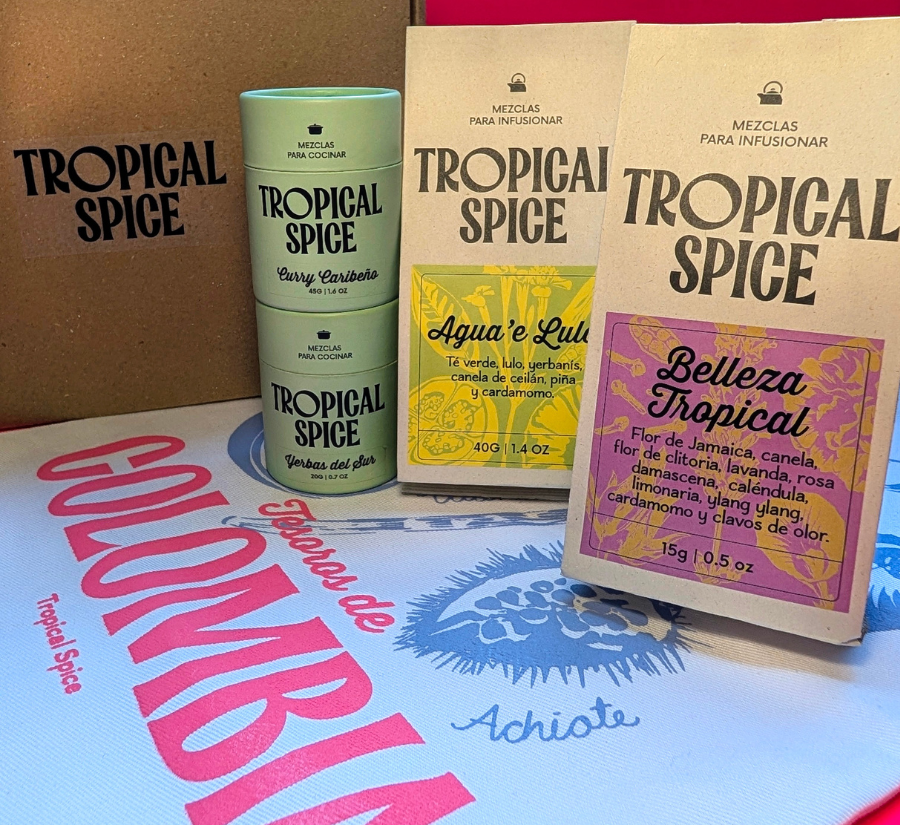 TROPICAL
SPICE
MEZCLAS
PARA COCINAR
TROPICAL
SPICE
Curry Caribeño
45G | 1.6 OZ
MEZCLAS
PARA COCINAR
TROPICAL
SPICE
Yerbas del Sur
20G | 0.7 OZ
MEZCLAS
PARA INFUSIONAR
TROPICAL
SPICE
Agua'e Lulo
Té verde, lulo, yerbanís,
canela de ceilán, piña
y cardamomo.
40G | 1.4 OZ
MEZCLAS
PARA INFUSIONAR
TROPICAL
SPICE
Belleza
Tropical
Flor de Jamaica, canela,
flor de clitoria, lavanda, rosa
damascena, caléndula,
limonaria, ylang ylang,
cardamomo y clavos de olor.
15g | 0.5 oz
Tesoros de
COLOMBIA
Tropical Spice
Achiote